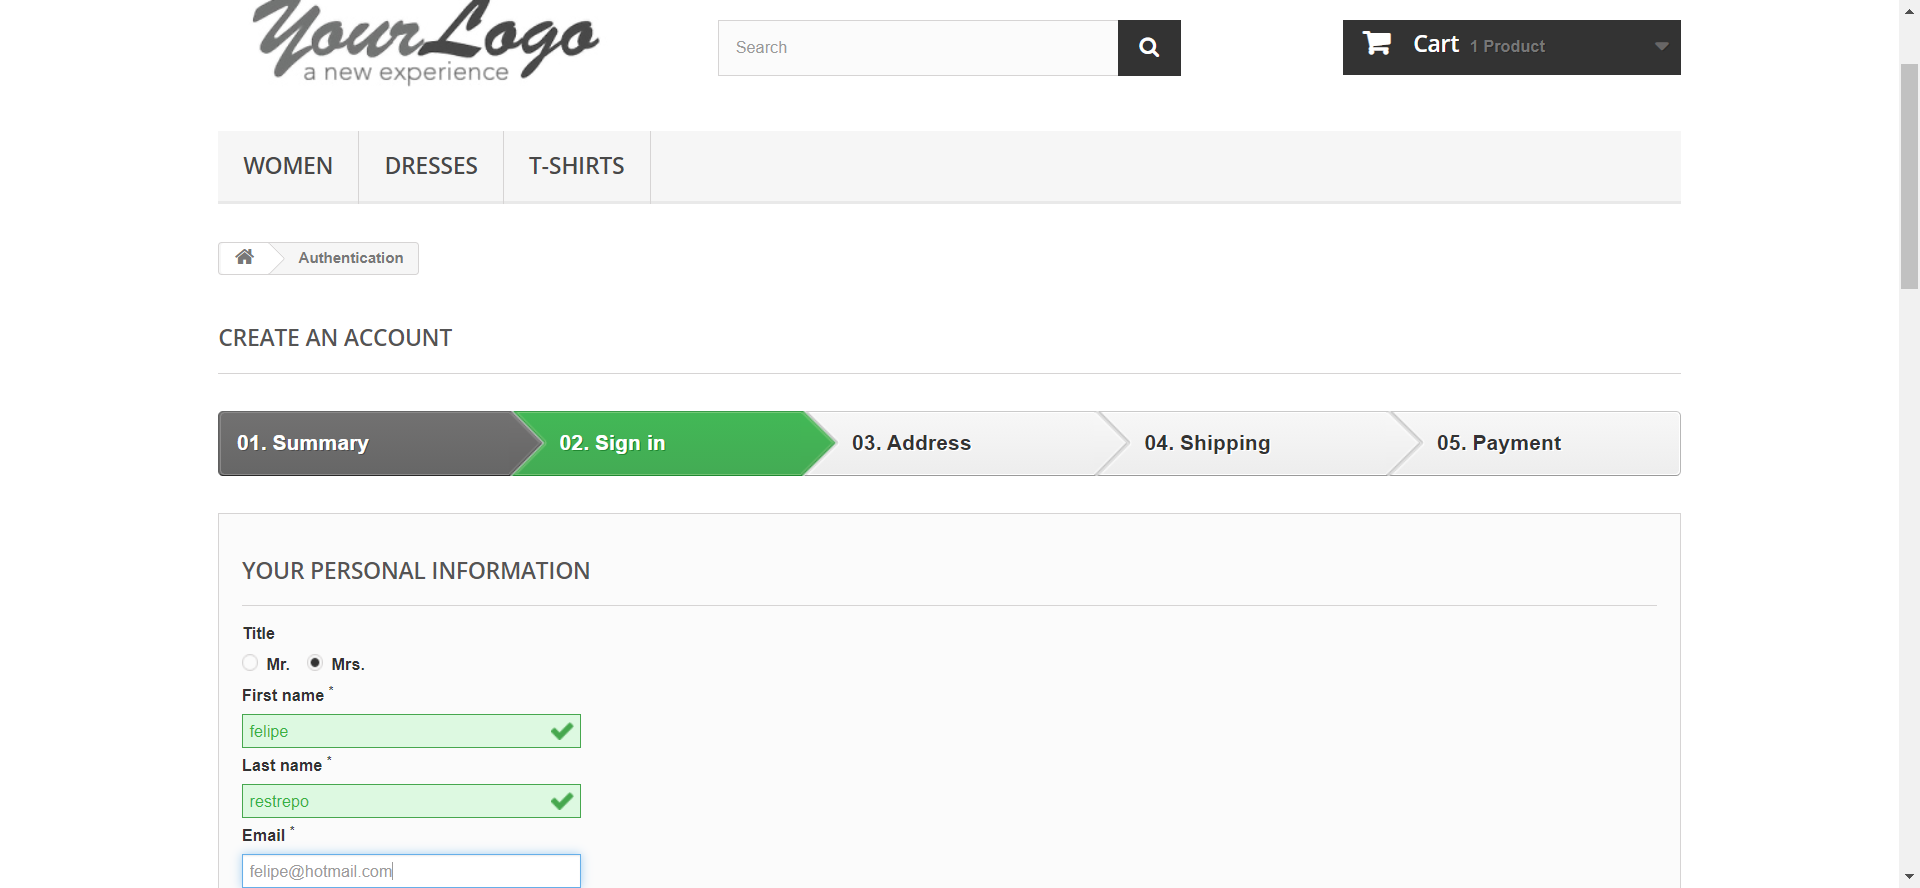 YourLogo
a new experience
Search
Cart 1 Product
WOMEN DRESSES T-SHIRTS
Authentication
CREATE AN ACCOUNT
01. Summary 02. Sign in 03. Address 04. Shipping 05. Payment
YOUR PERSONAL INFORMATION
Title
Mr. Mrs.
First name *
felipe
Last name *
restrepo
Email *
felipe@hotmail.com